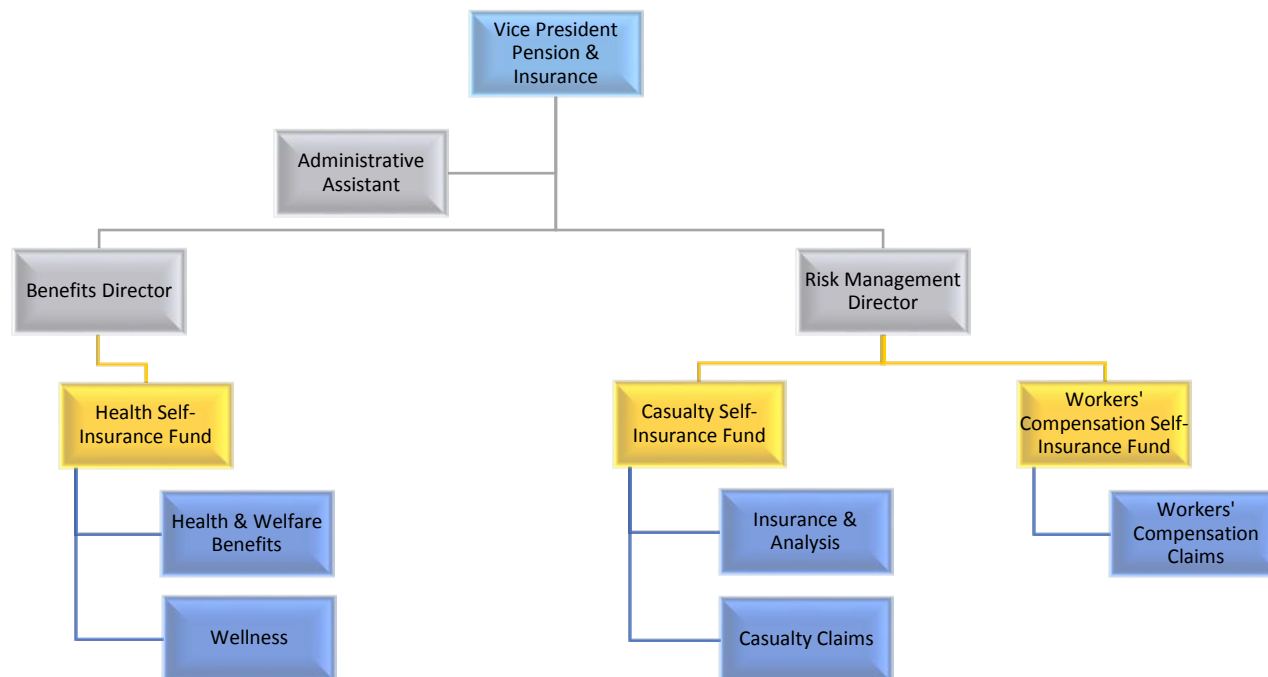 Vice President
Pension &
Insurance
Administrative
Assistant
Benefits Director
Risk Management
Director
Health Self-
Insurance Fund
Casualty Self-
Insurance Fund
Workers'
Compensation Self-
Insurance Fund
Health & Welfare
Benefits
Insurance &
Analysis
Workers'
Compensation
Claims
Wellness
Casualty Claims